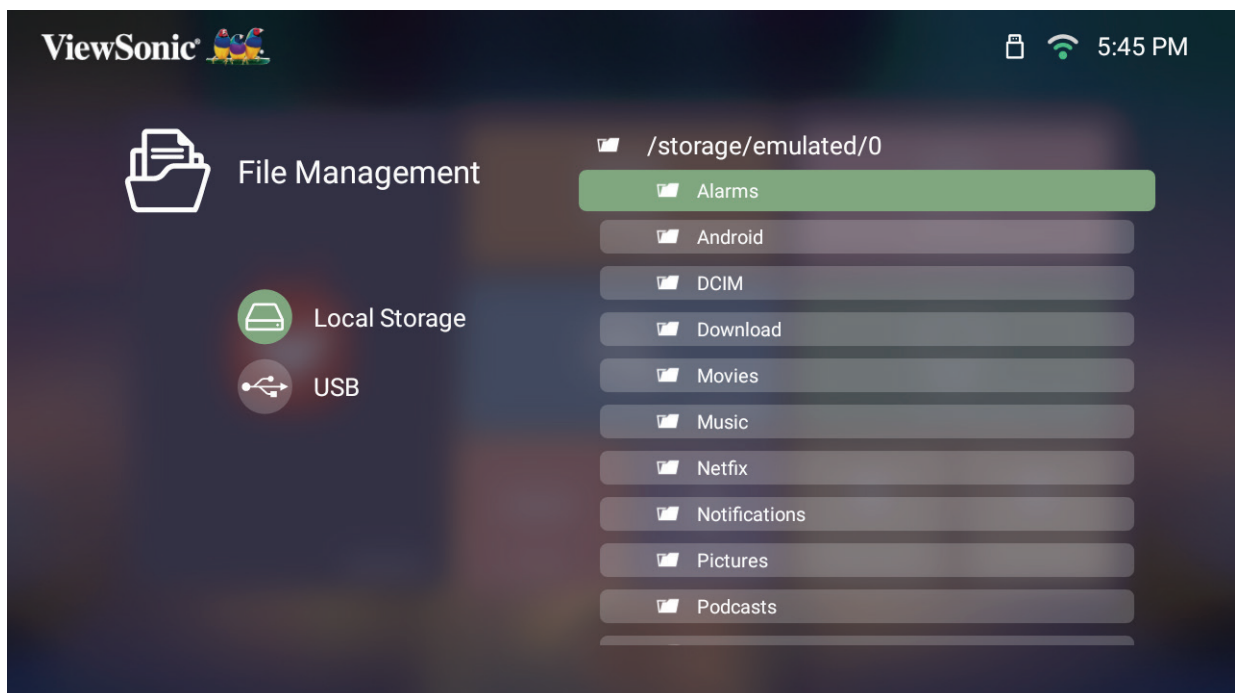 ViewSonic
5:45 PM
File Management
Local Storage
USB
/storage/emulated/0
Alarms
Android
DCIM
Download
Movies
Music
Netfix
Notifications
Pictures
Podcasts